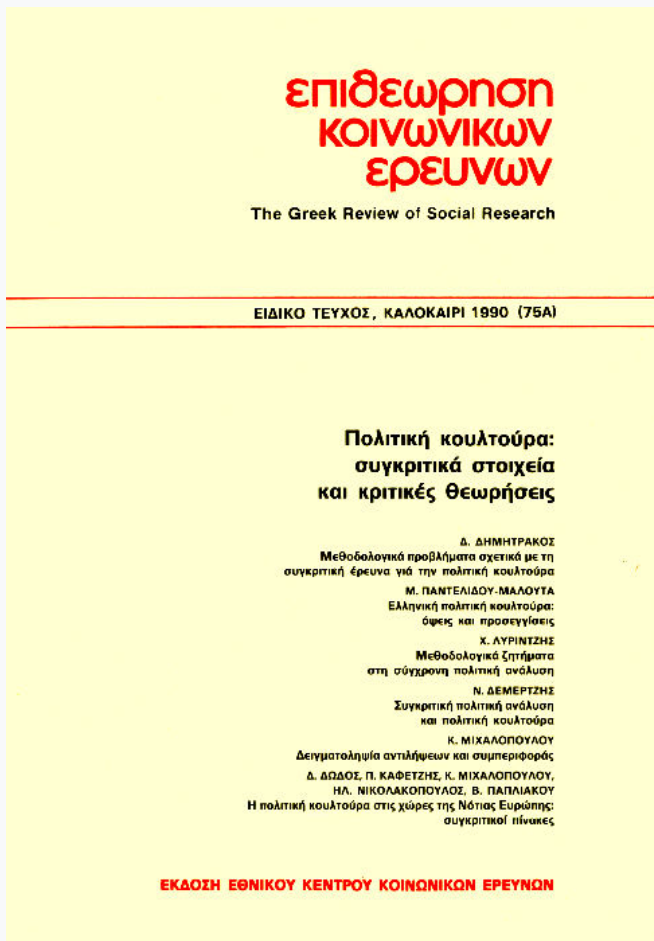 επιθεωρηση
κοινωνικων
ερευνων
The Greek Review of Social Research
ΕΙΔΙΚΟ ΤΕΥΧΟΣ, ΚΑΛΟΚΑΙΡΙ 1990 (75Α)
Πολιτική κουλτούρα:
συγκριτικά στοιχεία
και κριτικές θεωρήσεις
Δ. ΔΗΜΗΤΡΑΚΟΣ
Μεθοδολογικά προβλήματα σχετικά με τη
συγκριτική έρευνα γιά την πολιτική κουλτούρα
Μ. ΠΑΝΤΕΛΙΔΟΥ-ΜΑΛΟΥΤΑ
Ελληνική πολιτική κουλτούρα:
όψεις και προσεγγίσεις
Χ. ΛΥΡΙΝΤΖΗΣ
Μεθοδολογικά ζητήματα
στη σύγχρονη πολιτική ανάλυση
Ν. ΔΕΜΕΡΤΖΗΣ
Συγκριτική πολιτική ανάλυση
και πολιτική κουλτούρα
Κ. ΜΙΧΑΛΟΠΟΥΛΟΥ
Δειγματοληψία αντιλήψεων και συμπεριφοράς
Δ. ΔΩΔΟΣ, Π. ΚΑΦΕΤΖΗΣ, Κ. ΜΙΧΑΛΟΠΟΥΛΟΥ,
ΗΛ. ΝΙΚΟΛΑΚΟΠΟΥΛΟΣ, Β. ΠΑΠΛΙΑΚΟΥ
Η πολιτική κουλτούρα στις χώρες της Νότιας Ευρώπης:
συγκριτικοί πίνακες
ΕΚΔΟΣΗ ΕΘΝΙΚΟΥ ΚΕΝΤΡΟΥ ΚΟΙΝΩΝΙΚΩΝ ΕΡΕΥΝΩΝ